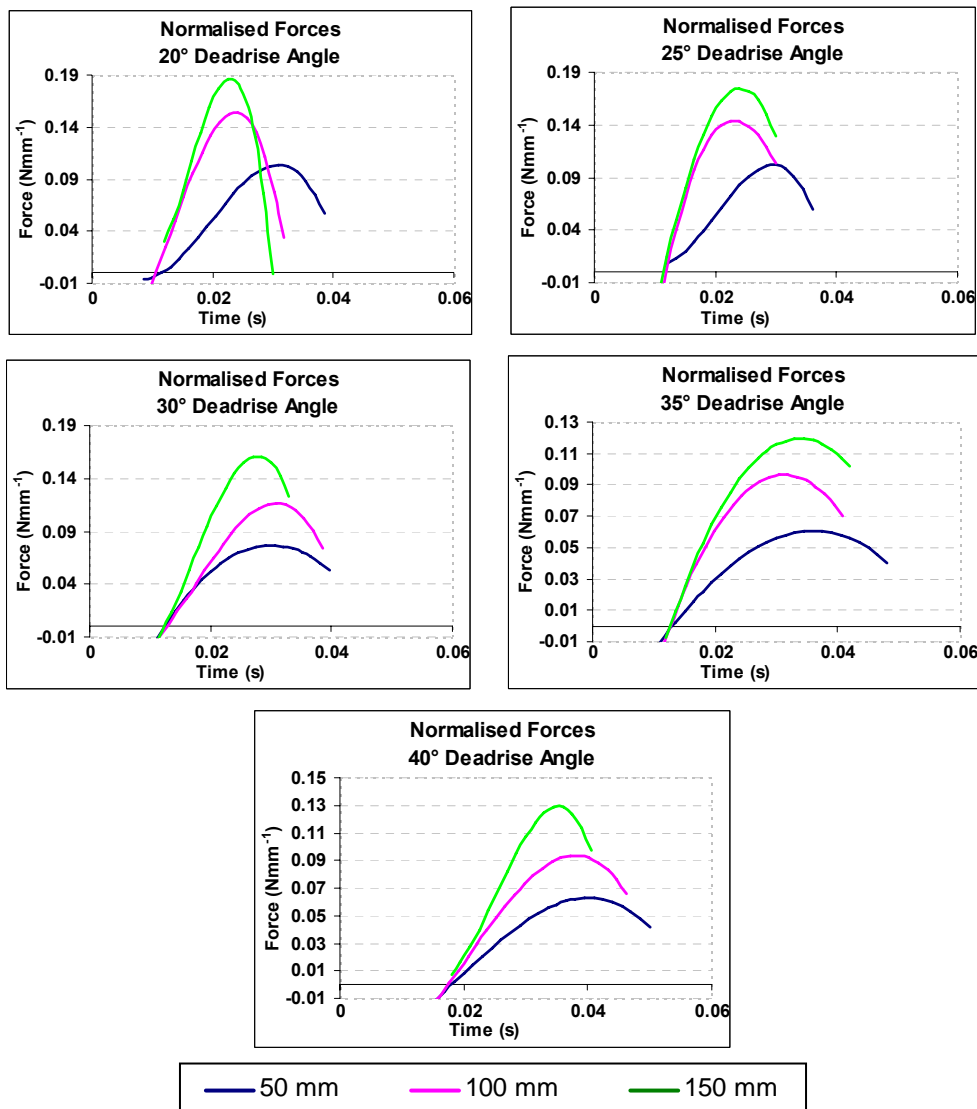 Normalised Forces
20° Deadrise Angle
0.19
0.14
0.09
0.04
-0.01
Force (Nmm-1)
0
0.02
0.04
0.06
Time (s)
Normalised Forces
25° Deadrise Angle
0.19
0.14
0.09
0.04
-0.01
Force (Nmm-1)
0
0.02
0.04
0.06
Time (s)
Normalised Forces
30° Deadrise Angle
0.19
0.14
0.09
0.04
-0.01
Force (Nmm-1)
0
0.02
0.04
0.06
Time (s)
Normalised Forces
35° Deadrise Angle
0.13
0.11
0.09
0.07
0.05
0.03
0.01
-0.01
Force (Nmm-1)
0
0.02
0.04
0.06
Time (s)
Normalised Forces
40° Deadrise Angle
0.15
0.13
0.11
0.09
0.07
0.05
0.03
0.01
-0.01
Force (Nmm-1)
0
0.02
0.04
0.06
Time (s)
50 mm 100 mm 150 mm